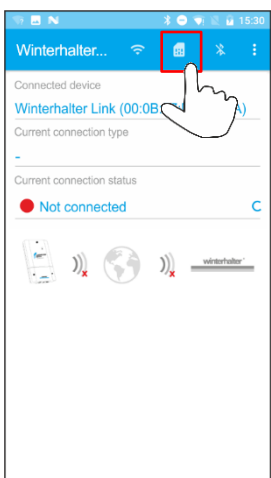 15:30
Winterhalter...
Connected device
Winterhalter Link (00:0B
Current connection type
-
Current connection status
Not connected
C
winterhalter